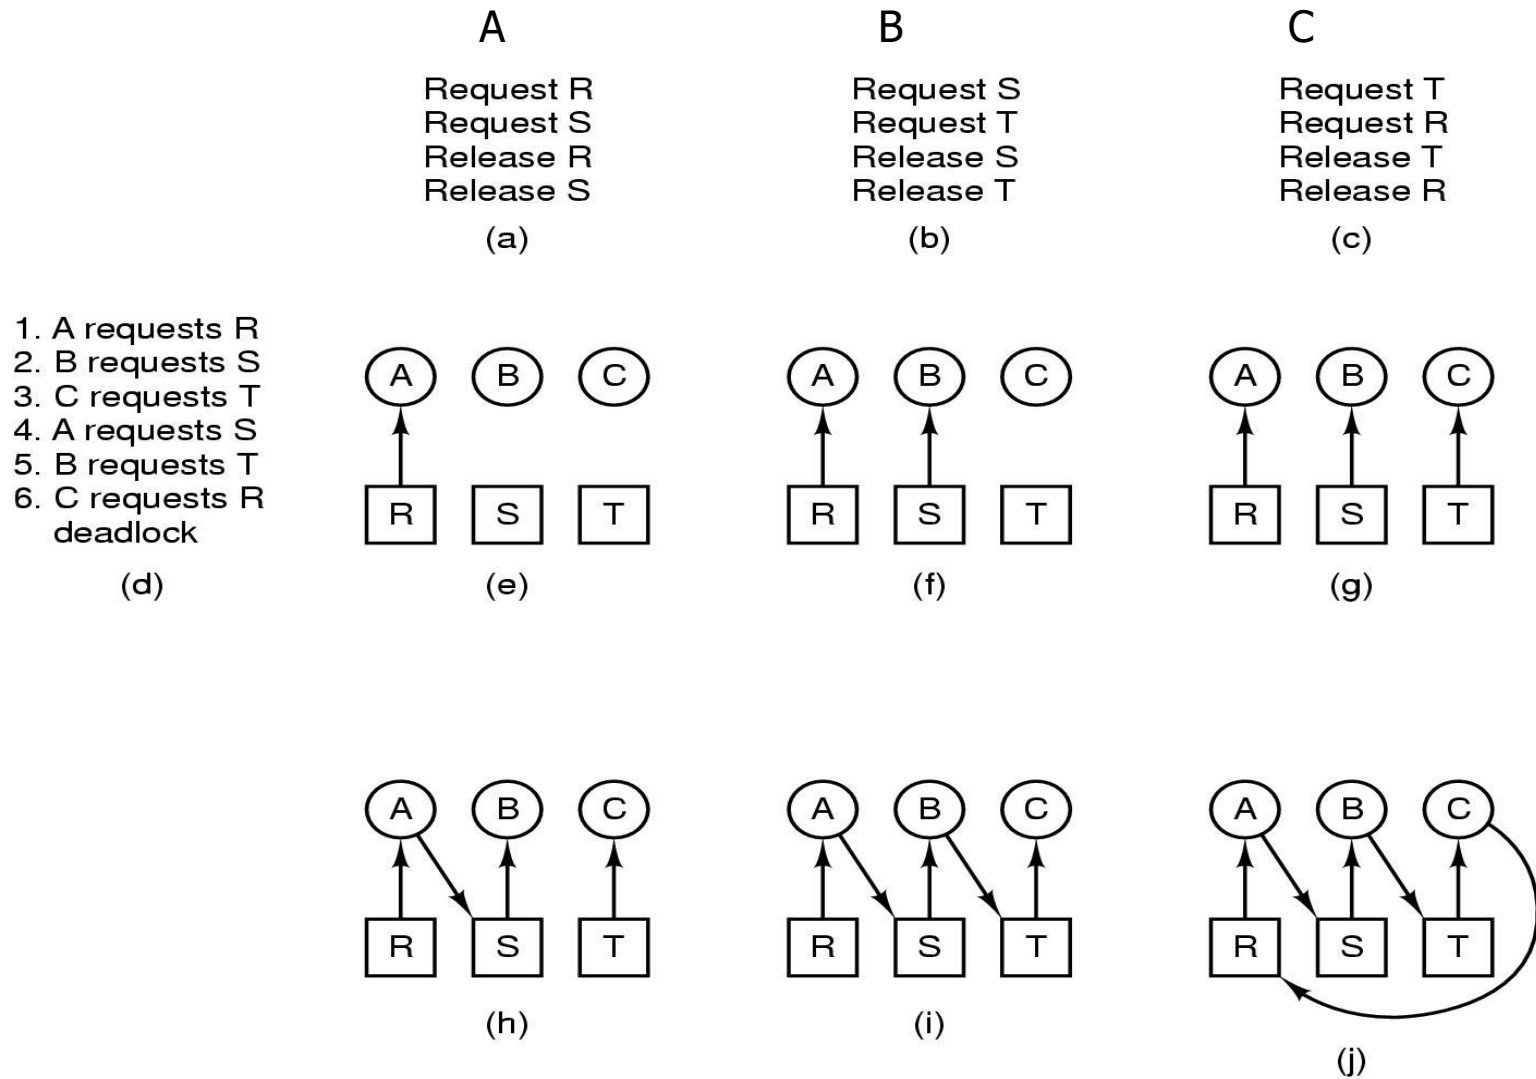 A
B
C
Request R
Request S
Release R
Release S
(a)
Request S
Request T
Release S
Release T
(b)
Request T
Request R
Release T
Release R
(c)
1. A requests R
2. B requests S
3. C requests T
4. A requests S
5. B requests T
6. C requests R
deadlock
(d)
A B C
R S T
(e)
A B C
R S T
(f)
A B C
R S T
(g)
A B C
R S T
(h)
A B C
R S T
(i)
A B C
R S T
(j)